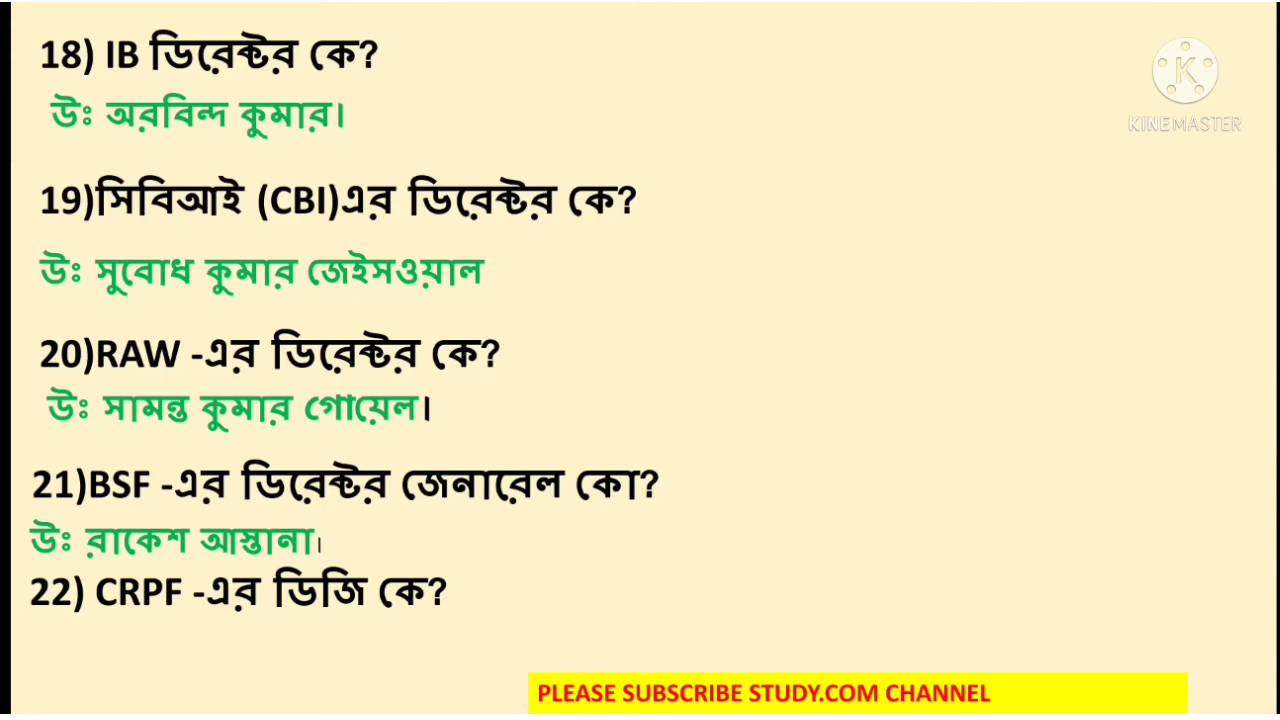 18) IB ডিরেক্টর কে?
উঃ অরবিন্দ কুমার।
KINEMASTER
19)সিবিআই (CBI)এর ডিরেক্টর কে?
উঃ সুবোধ কুমার জেইসওয়াল
20)RAW -এর ডিরেক্টর কে?
উঃ সামন্ত কুমার গোয়েল।
21)BSF -এর ডিরেক্টর জেনারেল কো?
উঃ রাকেশ আস্তানা।
22) CRPF -এর ডিজি কে?
PLEASE SUBSCRIBE STUDY.COM CHANNEL